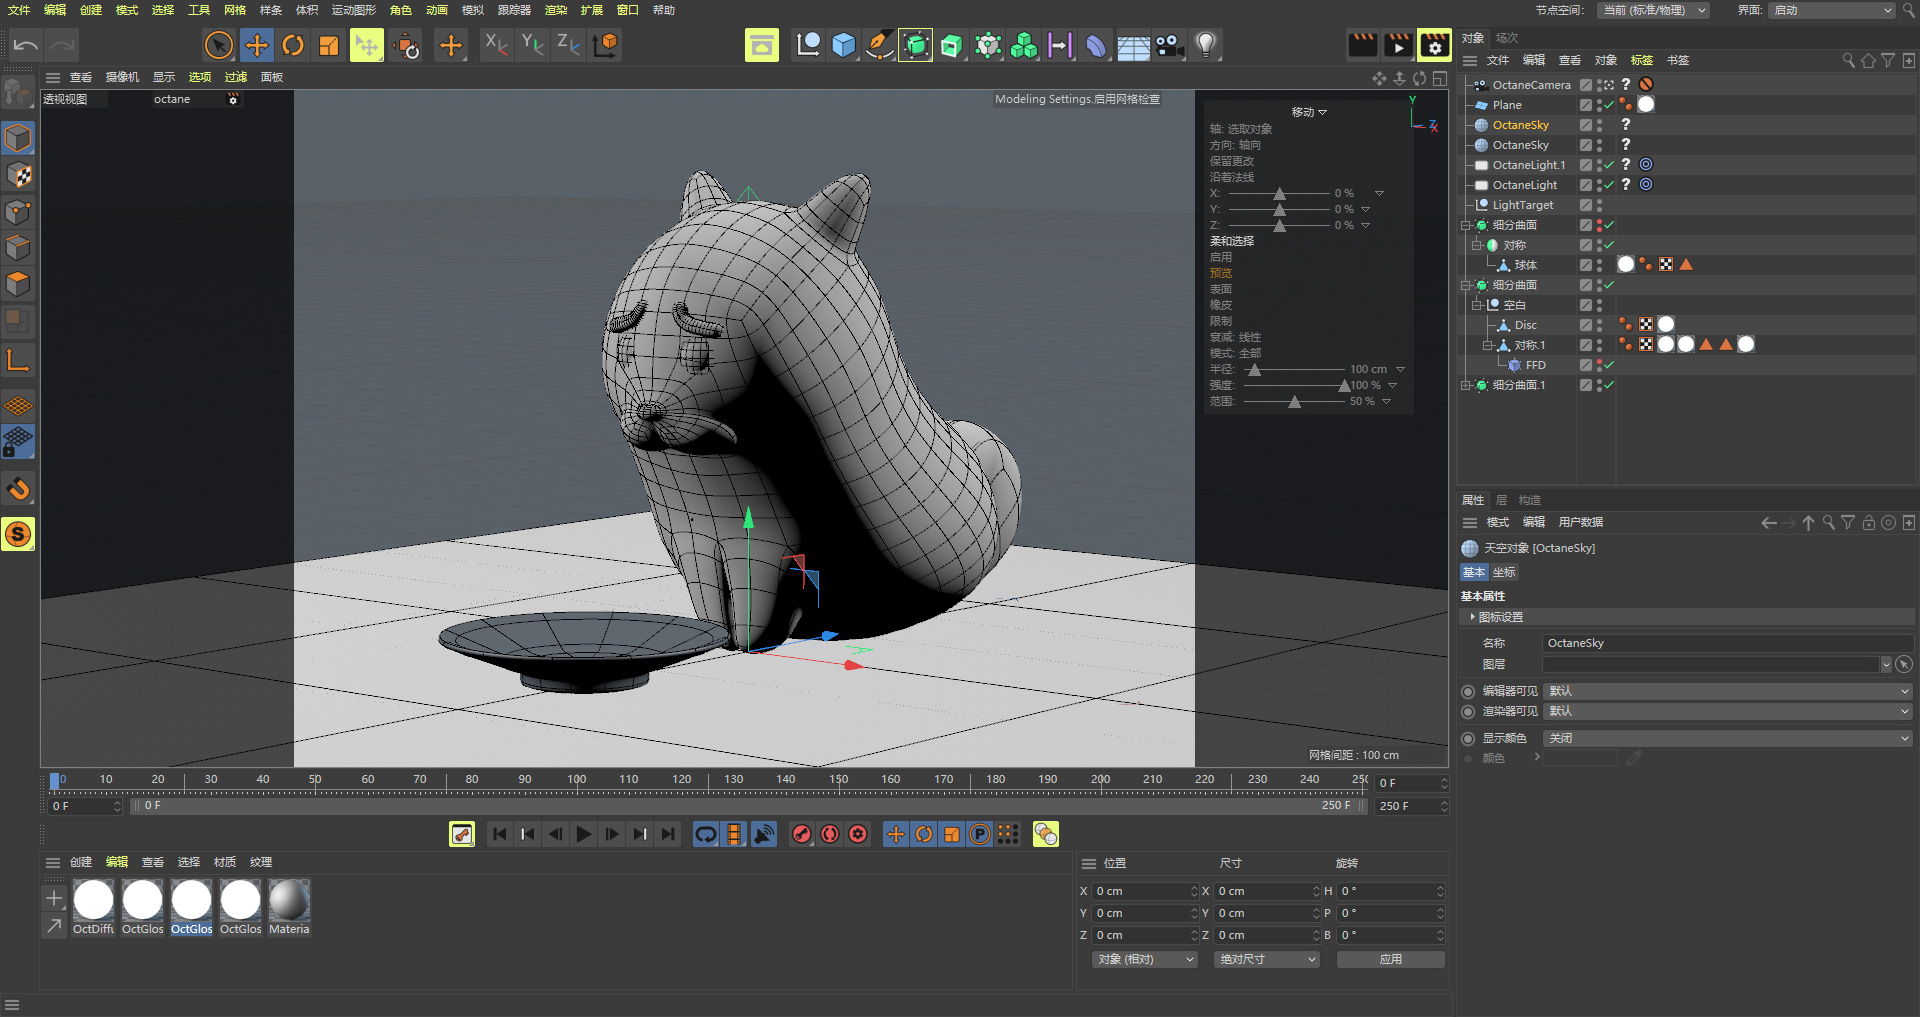 文件 编辑 创建 模式 选择 工具 网格 样条 体积 运动图形 角色 动画 模拟 跟踪器 渲染 扩展 窗口 帮助
节点空间: 当前 (标准/物理) 界面: 启动
X Y Z
查看 摄像机 显示 选项 过滤 面板
透视视图 octane
Modeling Settings.启用网格检查
移动
轴: 选取对象
方向: 轴向
保留更改
沿着法线
X: 0 %
Y: 0 %
Z: 0 %
柔和选择
启用
预览
表面
橡皮
限制
衰减: 线性
模式: 全部
半径: 100 cm
强度: 100 %
范围: 50 %
Y
Z
X
网格间距 : 100 cm
对象 场次
文件 编辑 查看 对象 标签 书签
OctaneCamera
Plane
OctaneSky
OctaneSky
OctaneLight.1
OctaneLight
LightTarget
细分曲面
对称
球体
细分曲面
空白
Disc
对称.1
FFD
细分曲面.1
属性 层 构造
模式 编辑 用户数据
天空对象 [OctaneSky]
基本 坐标
基本属性
图标设置
名称 OctaneSky
图层
编辑器可见 默认
渲染器可见 默认
显示颜色 关闭
颜色
0 10 20 30 40 50 60 70 80 90 100 110 120 130 140 150 160 170 180 190 200 210 220 230 240 250
0 F
0 F 0 F 250 F 250 F
创建 编辑 查看 选择 材质 纹理
OctDiffu OctGlos OctGlos OctGlos Materia
位置 尺寸 旋转
X 0 cm X 0 cm H 0 °
Y 0 cm Y 0 cm P 0 °
Z 0 cm Z 0 cm B 0 °
对象 (相对) 绝对尺寸 应用